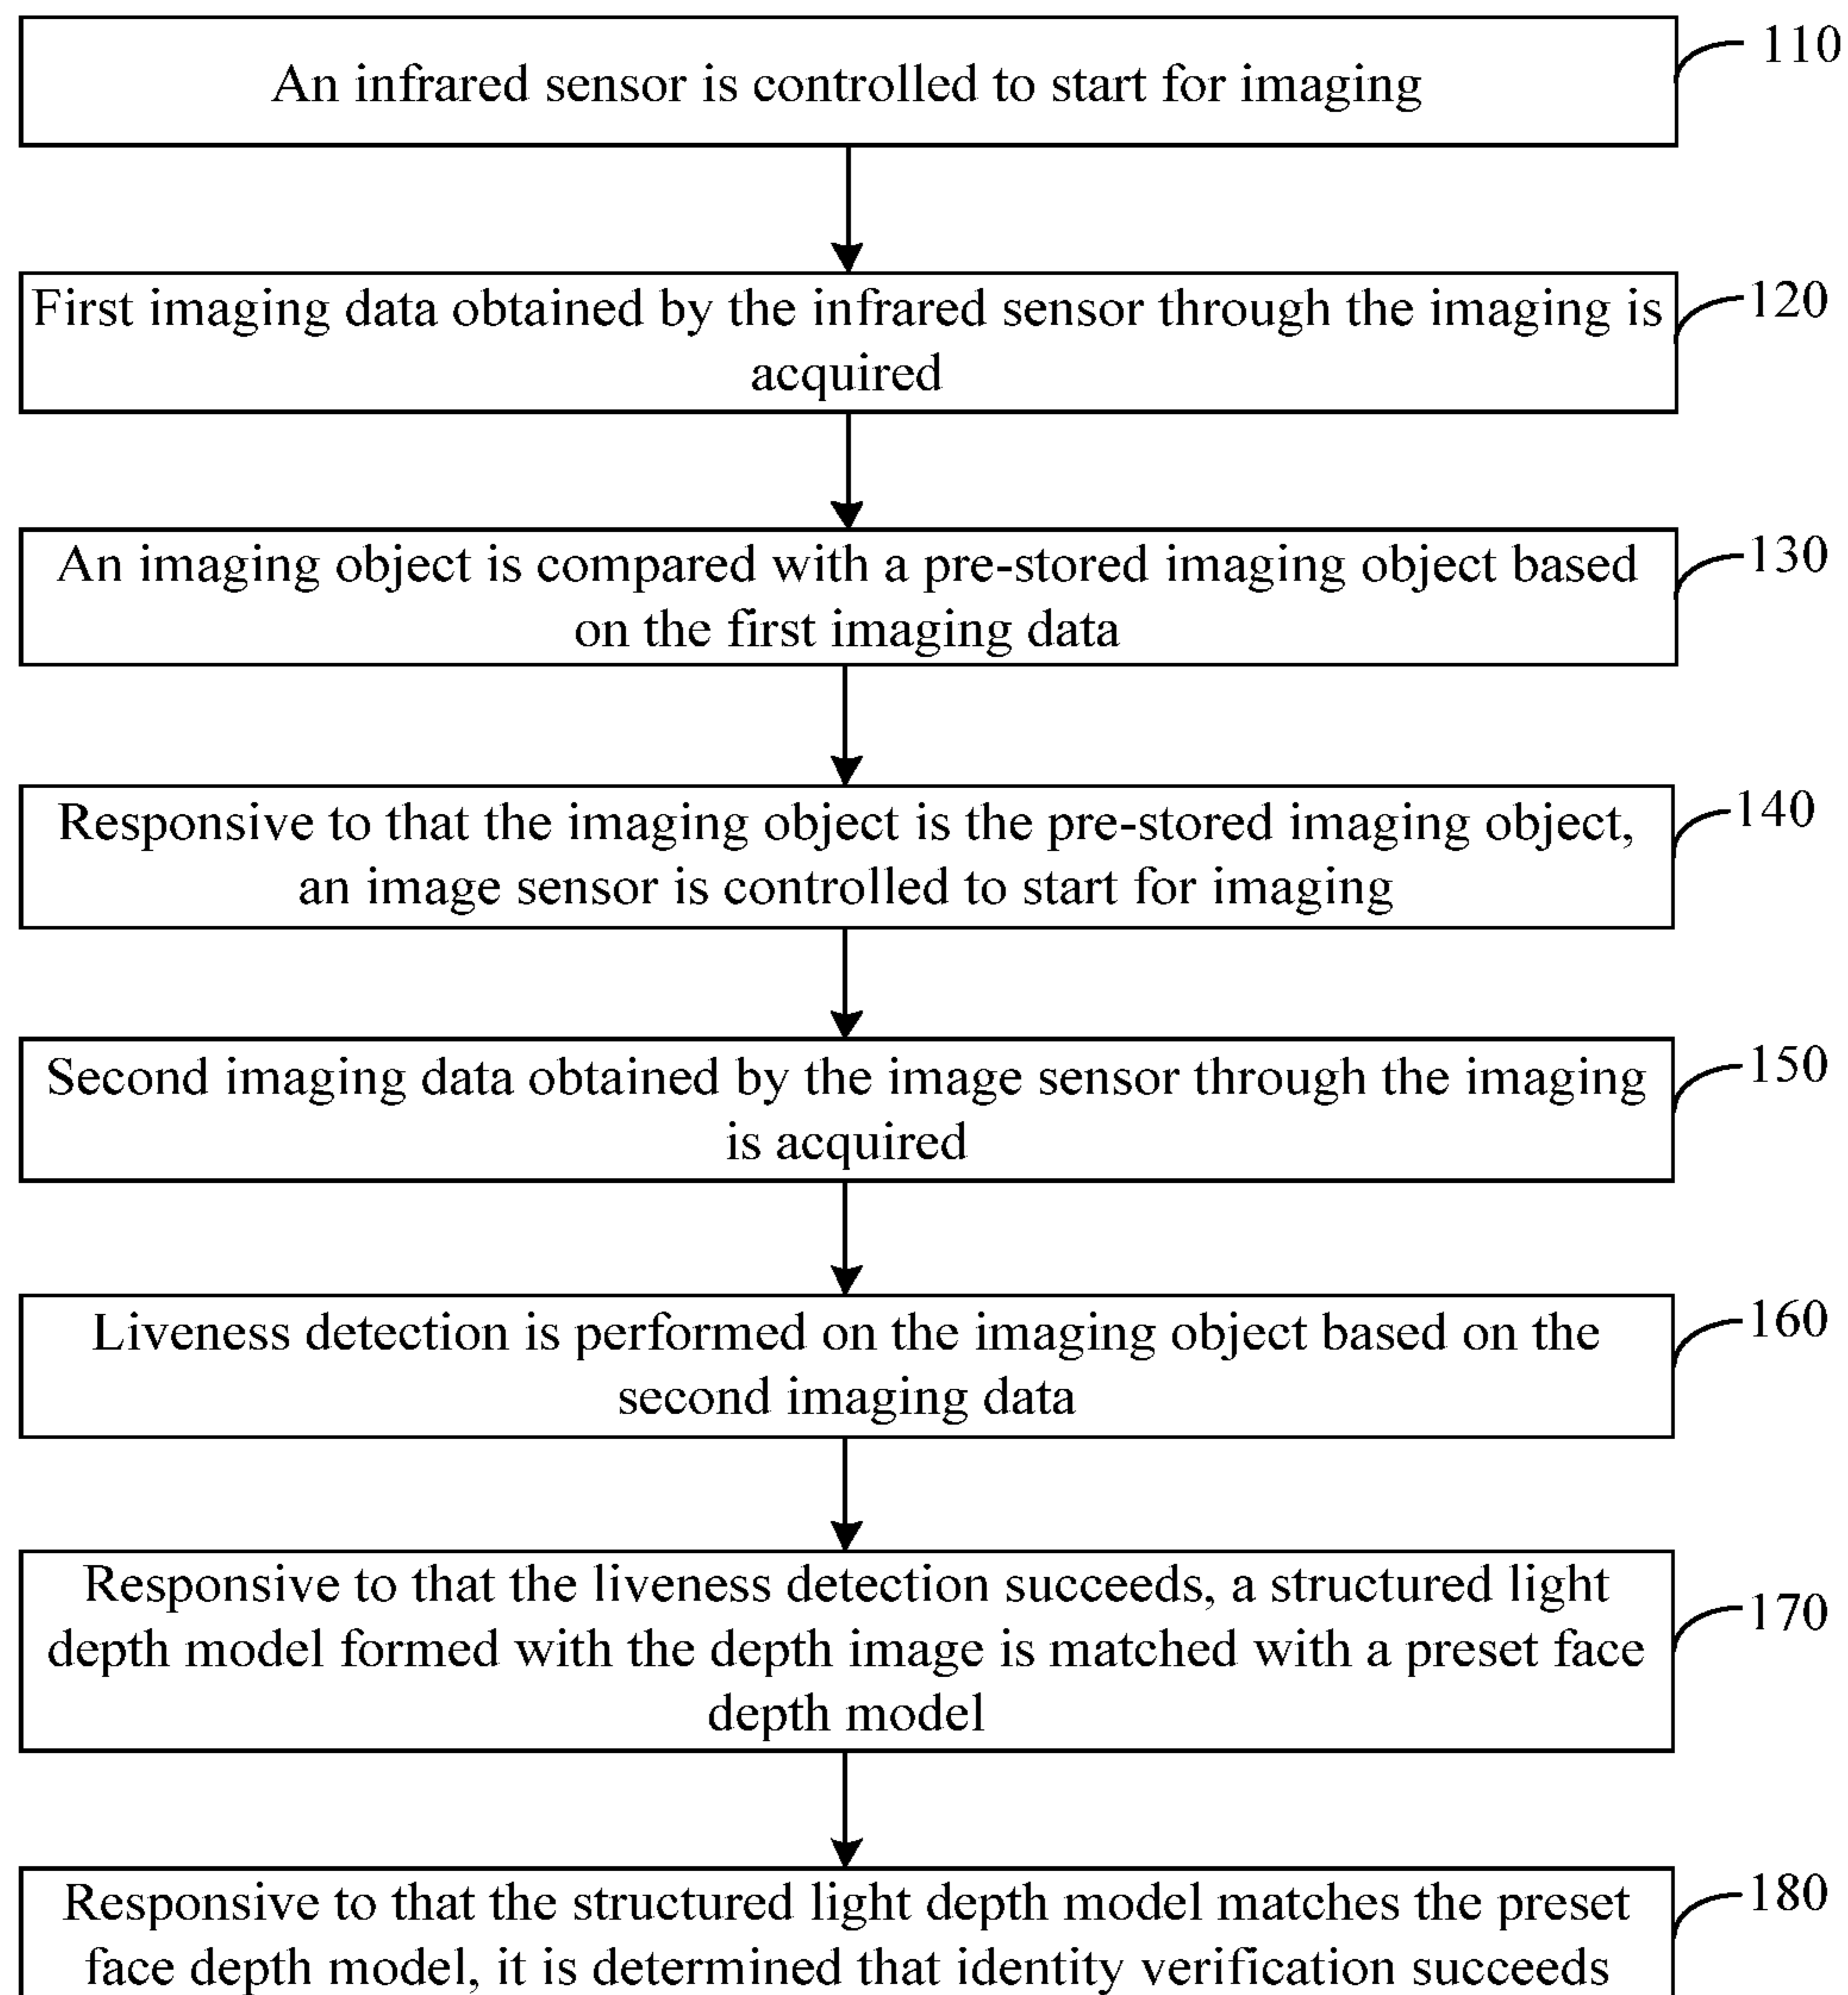 An infrared sensor is controlled to start for imaging
110
First imaging data obtained by the infrared sensor through the imaging is
acquired
120
An imaging object is compared with a pre-stored imaging object based
on the first imaging data
130
Responsive to that the imaging object is the pre-stored imaging object,
an image sensor is controlled to start for imaging
140
Second imaging data obtained by the image sensor through the imaging
is acquired
150
Liveness detection is performed on the imaging object based on the
second imaging data
160
Responsive to that the liveness detection succeeds, a structured light
depth model formed with the depth image is matched with a preset face
depth model
170
Responsive to that the structured light depth model matches the preset
face depth model, it is determined that identity verification succeeds
180